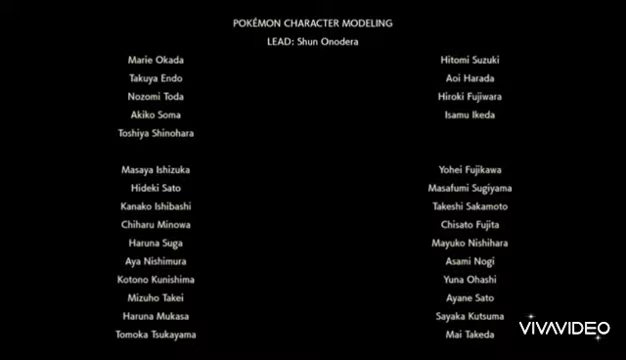 POKÉMON CHARACTER MODELING
LEAD: Shun Onodera
Marie Okada
Hitomi Suzuki
Takuya Endo
Aoi Harada
Nozomi Toda
Hiroki Fujiwara
Akiko Soma
Isamu Ikeda
Toshiya Shinohara
Masaya Ishizuka
Yohei Fujikawa
Hideki Sato
Masafumi Sugiyama
Kanako Ishibashi
Takeshi Sakamoto
Chiharu Minowa
Chisato Fujita
Haruna Suga
Mayuko Nishihara
Aya Nishimura
Asami Nogi
Kotono Kunishima
Yuna Ohashi
Mizuho Takei
Ayane Sato
Haruna Mukasa
Sayaka Kutsuma
Tomoka Tsukayama
Mai Takeda
VIVAVIDEO